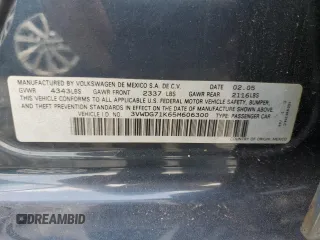 MANUFACTURED BY VOLKSWAGEN DE MEXICO S.A. DE C.V. DATE 02.05
GVWR 4343LBS GAWR FRONT 2337 LBS GAWR REAR 2116LBS
THIS VEHICLE CONFORMS TO ALL APPLICABLE U.S. FEDERAL MOTOR VEHICLE SAFETY, BUMPER,
AND THEFT PREVENTION STANDARDS IN EFFECT ON THE DATE OF MANUFACTURE SHOWN ABOVE.
VEHICLE IDENT. NO.: 3VWDG71K65M606300 TYPE: PASSENGER CAR
DREAMBID